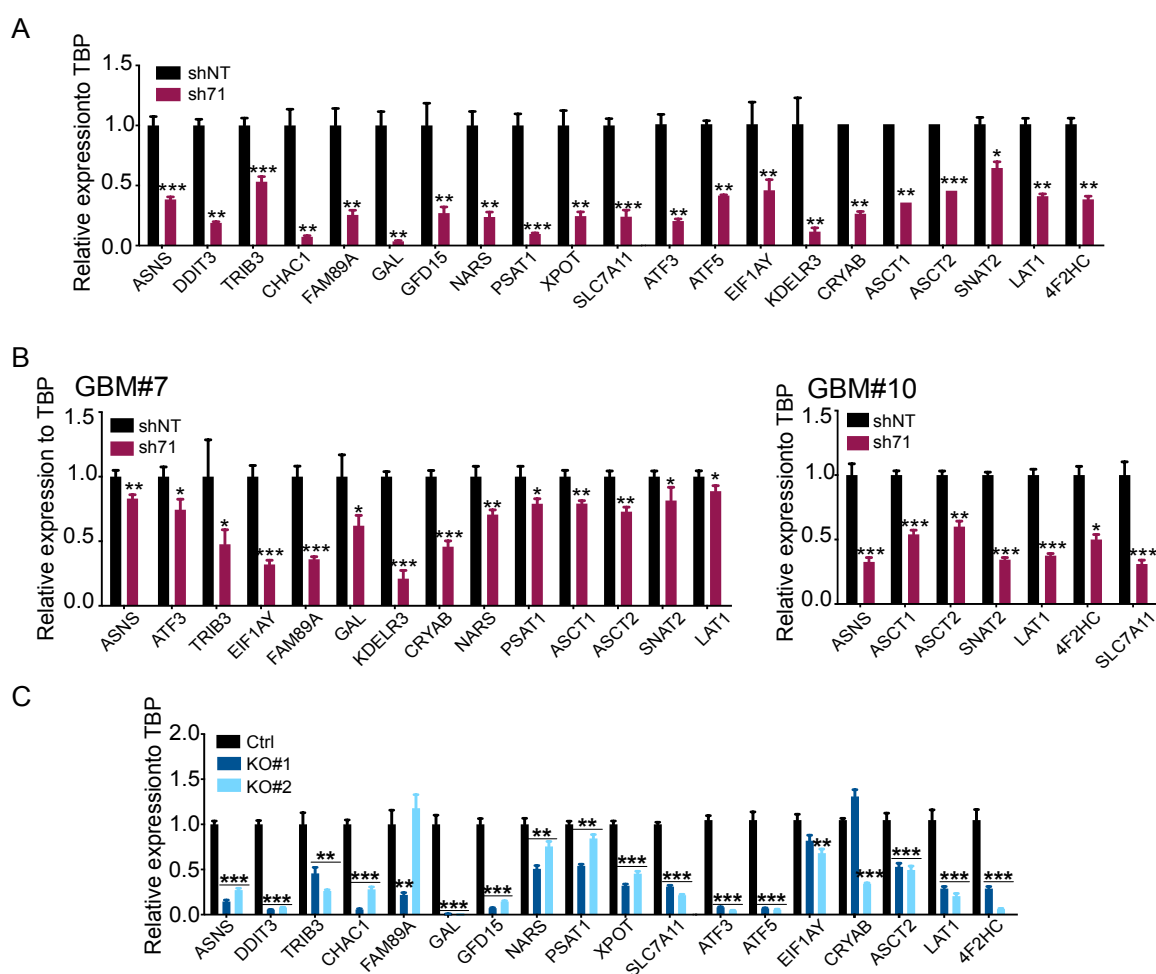 A
Relative expressionto TBP
1.5
1.0
0.5
0.0
shNT
sh71
***
**
***
**
**
**
**
**
***
**
***
**
**
**
**
**
**
***
*
**
**
ASNS
DDIT3
TRIB3
CHAC1
FAM89A
GAL
GFD15
NARS
PSAT1
XPOT
SLC7A11
ATF3
ATF5
EIF1AY
KDELR3
CRYAB
ASCT1
ASCT2
SNAT2
LAT1
4F2HC
B
GBM#7
Relative expression to TBP
1.5
1.0
0.5
0.0
shNT
sh71
**
*
*
***
***
*
***
***
**
*
**
**
*
*
ASNS
ATF3
TRIB3
EIF1AY
FAM89A
GAL
KDELR3
CRYAB
NARS
PSAT1
ASCT1
ASCT2
SNAT2
LAT1
GBM#10
Relative expressionto TBP
1.5
1.0
0.5
0.0
shNT
sh71
***
***
**
***
***
*
***
ASNS
ASCT1
ASCT2
SNAT2
LAT1
4F2HC
SLC7A11
C
Relative expressionto TBP
2.0
1.5
1.0
0.5
0.0
Ctrl
KO#1
KO#2
***
***
**
***
**
***
***
**
**
***
***
***
***
**
***
***
***
***
ASNS
DDIT3
TRIB3
CHAC1
FAM89A
GAL
GFD15
NARS
PSAT1
XPOT
SLC7A11
ATF3
ATF5
EIF1AY
CRYAB
ASCT2
LAT1
4F2HC